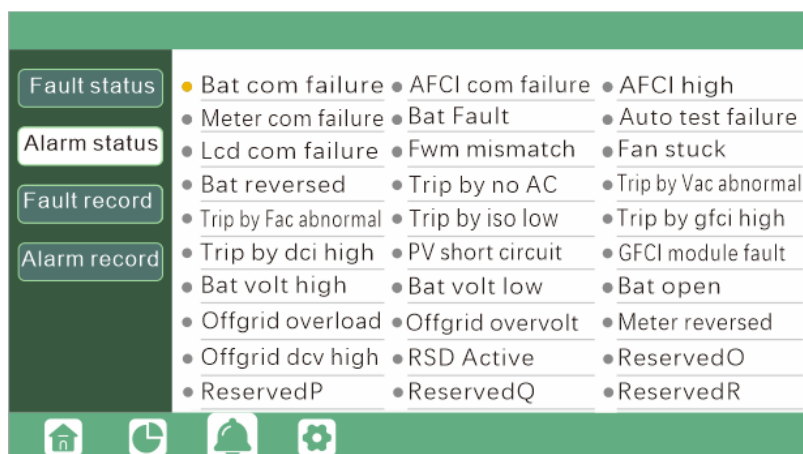 Fault status
Alarm status
Fault record
Alarm record
Bat com failure AFCI com failure AFCI high
Meter com failure Bat Fault Auto test failure
Lcd com failure Fwm mismatch Fan stuck
Bat reversed Trip by no AC Trip by Vac abnormal
Trip by Fac abnormal Trip by iso low Trip by gfci high
Trip by dci high PV short circuit GFCI module fault
Bat volt high Bat volt low Bat open
Offgrid overload Offgrid overvolt Meter reversed
Offgrid dcv high RSD Active ReservedO
ReservedP ReservedQ ReservedR